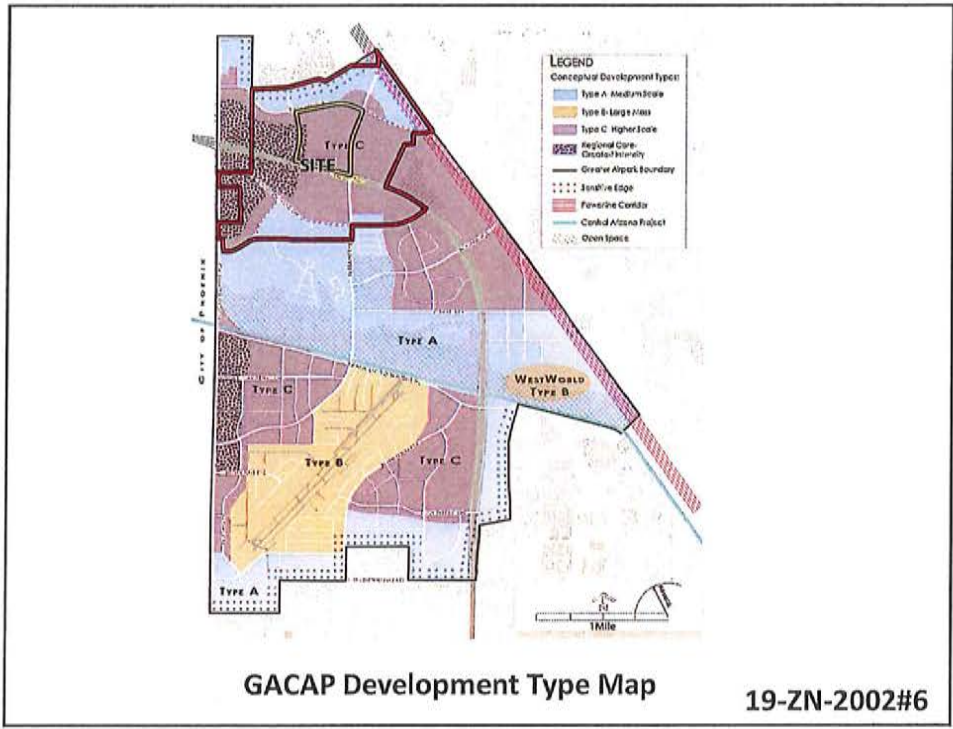 LEGEND
Conceptual Development Types:
Type A- Medium Scale
Type B- Large Mass
Type C- Higher Scale
Regional Core-
Greatest Intensity
Greater Airpark Boundary
Sensitive Edge
Powerline Corridor
Central Arizona Project
Open Space
TYPE C
SITE
CITY OF PHOENIX
TYPE A
WESTWORLD
TYPE B
TYPE C
TYPE B
TYPE C
TYPE A
1Mile
GACAP Development Type Map
19-ZN-2002#6